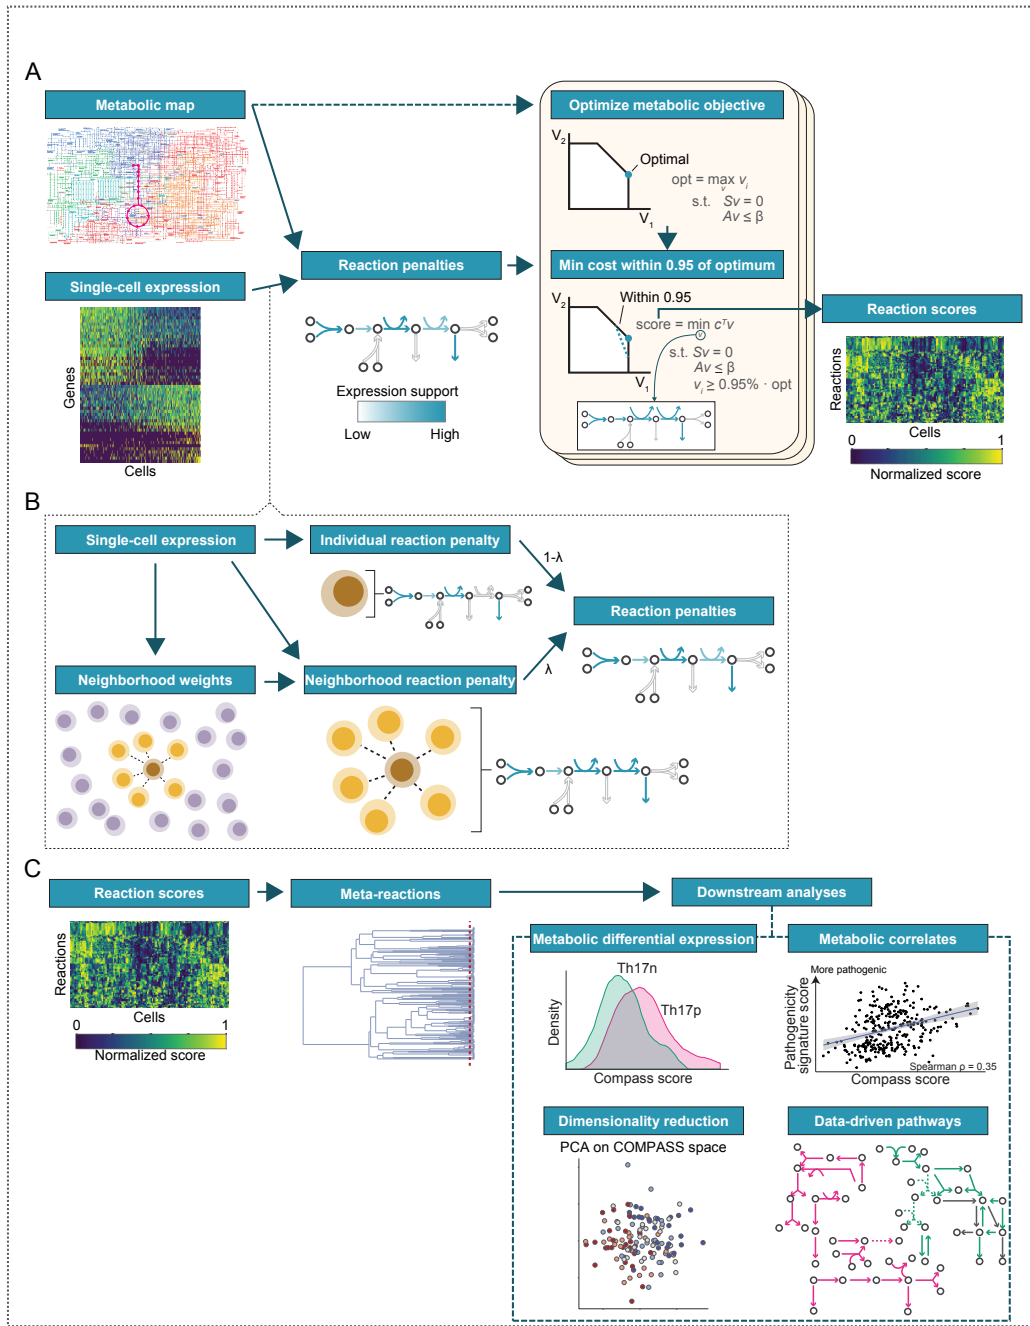 A
Metabolic map
Optimize metabolic objective
V2
Optimal
opt = max vi
v
s.t. Sv = 0
Av ≤ β
V1
Reaction penalties
Min cost within 0.95 of optimum
Single-cell expression
Genes
Cells
Expression support
Low High
V2
Within 0.95
score = min cᵀv
v
s.t. Sv = 0
Av ≤ β
vi ≥ 0.95% · opt
V1
Reaction scores
Reactions
Cells
0 1
Normalized score
B
Single-cell expression
Individual reaction penalty
1-λ
Reaction penalties
λ
Neighborhood weights
Neighborhood reaction penalty
C
Reaction scores
Meta-reactions
Downstream analyses
Reactions
Cells
0 1
Normalized score
Metabolic differential expression
Th17n
Th17p
Density
Compass score
Metabolic correlates
More pathogenic
Pathogenicity
signature score
Spearman ρ = 0.35
Compass score
Dimensionality reduction
PCA on COMPASS space
Data-driven pathways